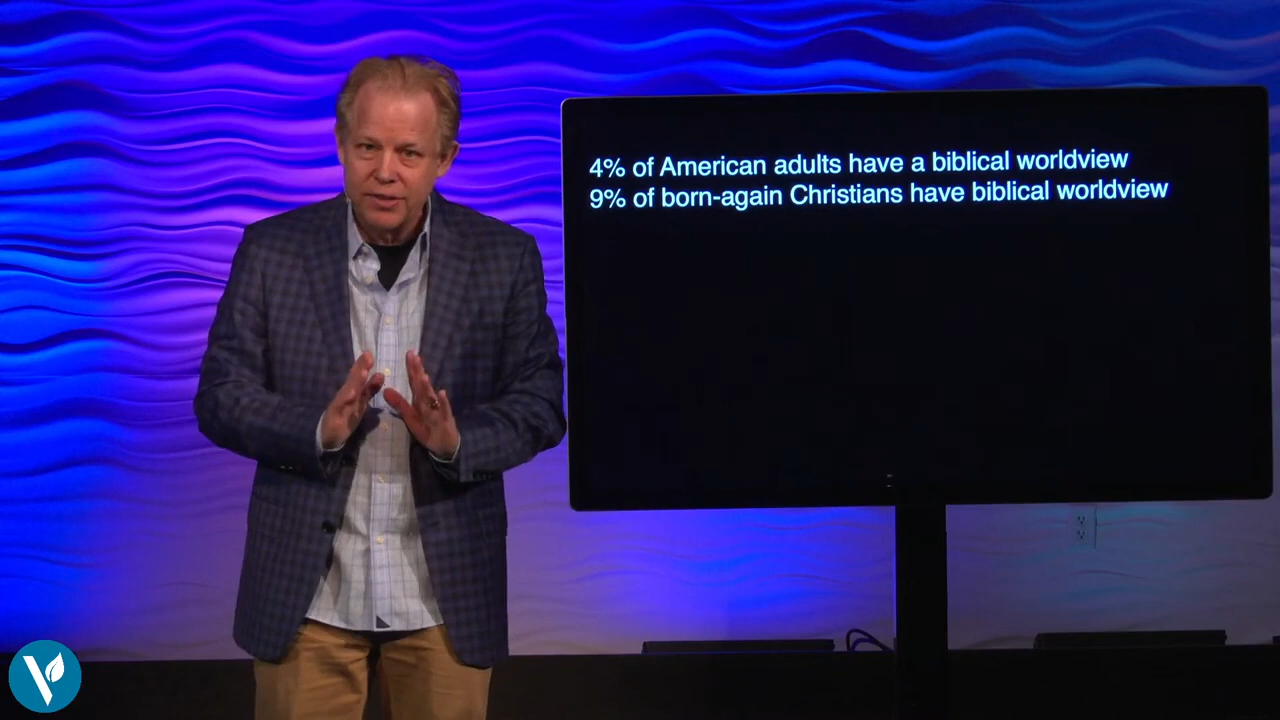 4% of American adults have a biblical worldview
9% of born-again Christians have biblical worldview